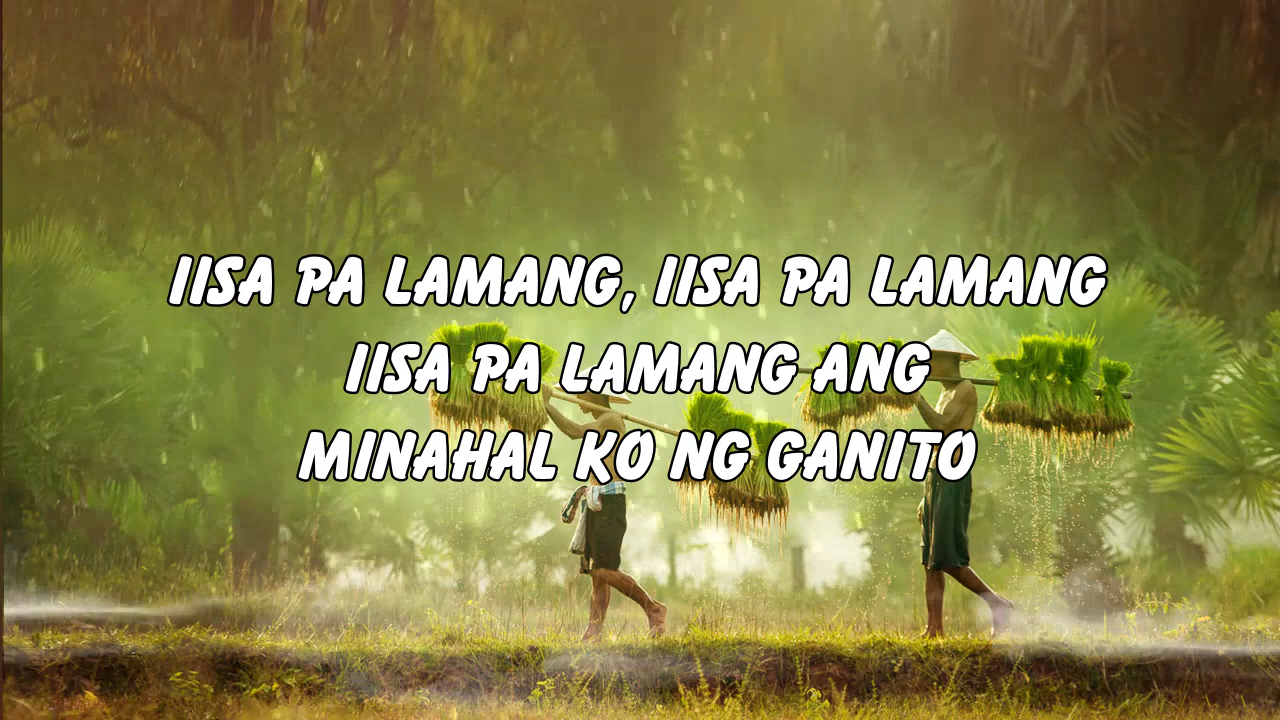 IISA PA LAMANG, IISA PA LAMANG
IISA PA LAMANG ANG
MINAHAL KO NG GANITO